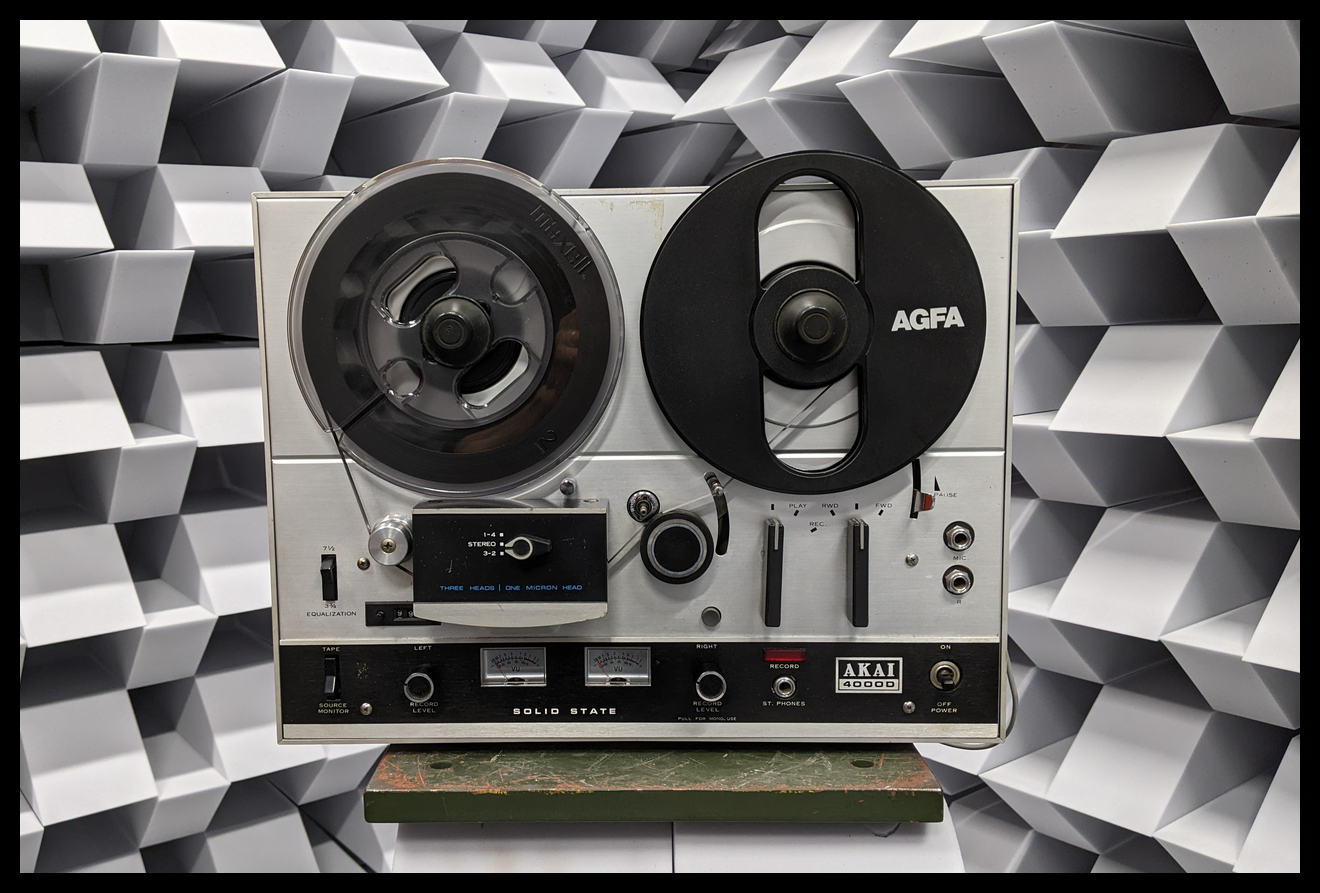 maxell
AGFA
2
PAUSE
PLAY RWD FWD
REC.
1-4
STEREO
3-2
THREE HEADS | ONE MICRON HEAD
7½
3¾
EQUALIZATION
MIC
R
TAPE
SOURCE
MONITOR
LEFT
RECORD
LEVEL
VU
VU
SOLID STATE
RIGHT
RECORD
LEVEL
PULL FOR MONO. USE
RECORD
ST. PHONES
AKAI
4000D
ON
OFF
POWER